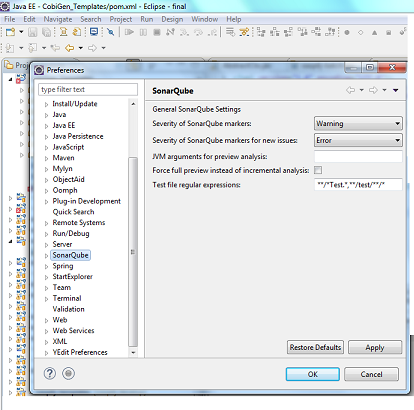 Java EE - CobiGen_Templates/pom.xml - Eclipse - final
File Edit Navigate Search Project Run Design Window Help
Preferences
type filter text
Install/Update
Java
Java EE
Java Persistence
JavaScript
Maven
Mylyn
ObjectAid
Oomph
Plug-in Development
Quick Search
Remote Systems
Run/Debug
Server
SonarQube
Spring
StartExplorer
Team
Terminal
Validation
Web
Web Services
XML
YEdit Preferences
SonarQube
General SonarQube Settings
Severity of SonarQube markers: Warning
Severity of SonarQube markers for new issues: Error
JVM arguments for preview analysis:
Force full preview instead of incremental analysis:
Test file regular expressions: **/*Test.*,**/test/**/*
Restore Defaults Apply
OK Cancel